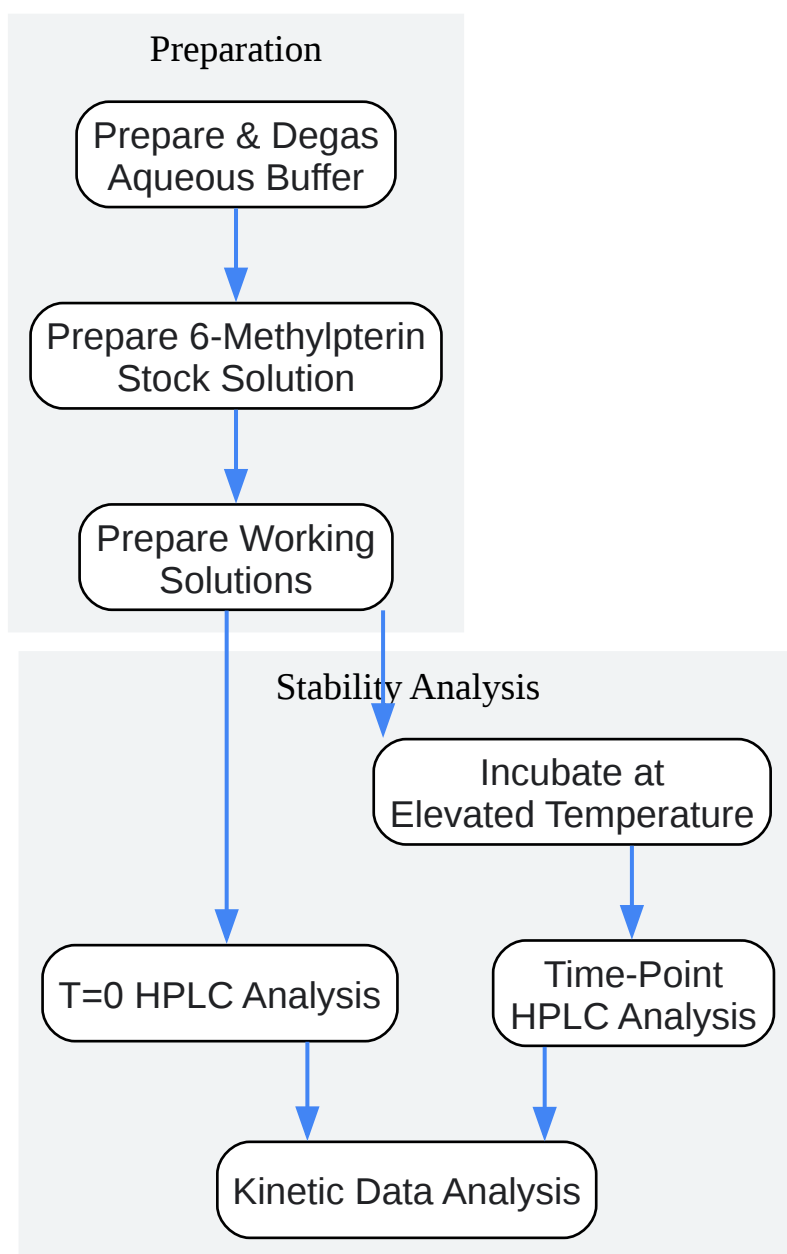 Preparation
Prepare & Degas
Aqueous Buffer
Prepare 6-Methylpterin
Stock Solution
Prepare Working
Solutions
Stability Analysis
Incubate at
Elevated Temperature
T=0 HPLC Analysis
Time-Point
HPLC Analysis
Kinetic Data Analysis